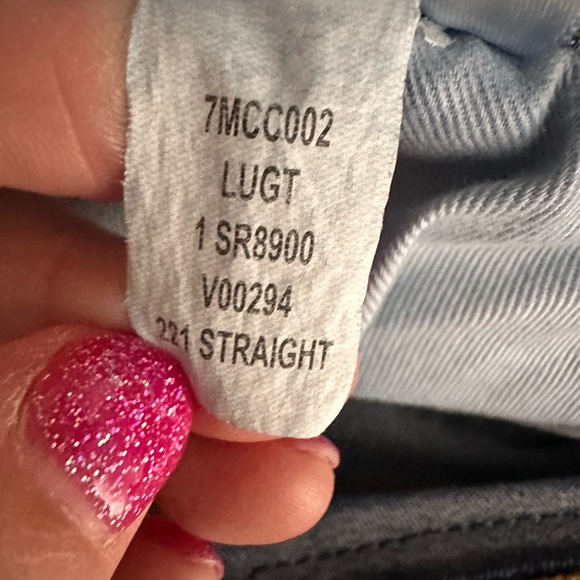 7MCC002
LUGT
1 SR8900
V00294
221 STRAIGHT